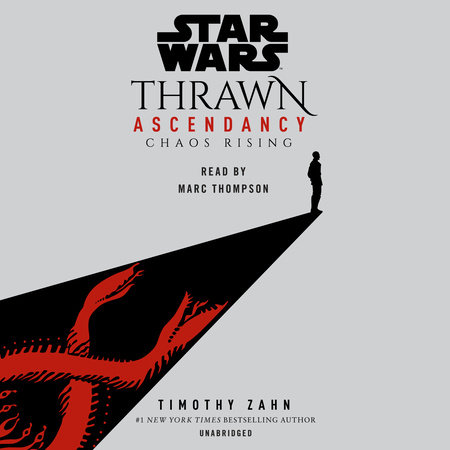 STAR
WARS
THRAWN
ASCENDANCY
CHAOS RISING
READ BY
MARC THOMPSON
TIMOTHY ZAHN
#1 NEW YORK TIMES BESTSELLING AUTHOR
UNABRIDGED